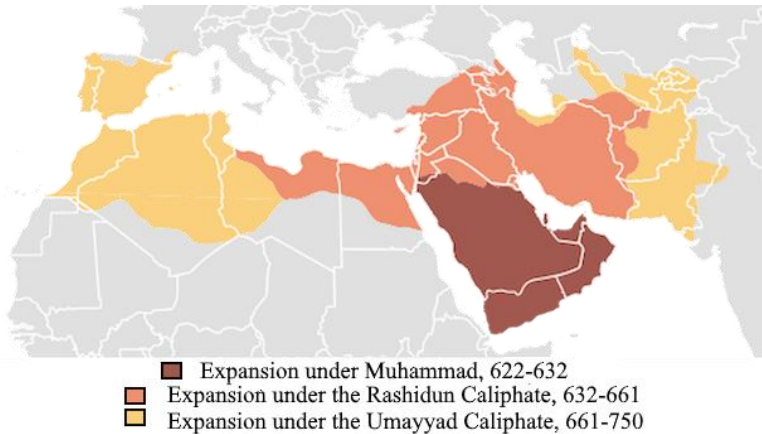 Expansion under Muhammad, 622-632
Expansion under the Rashidun Caliphate, 632-661
Expansion under the Umayyad Caliphate, 661-750